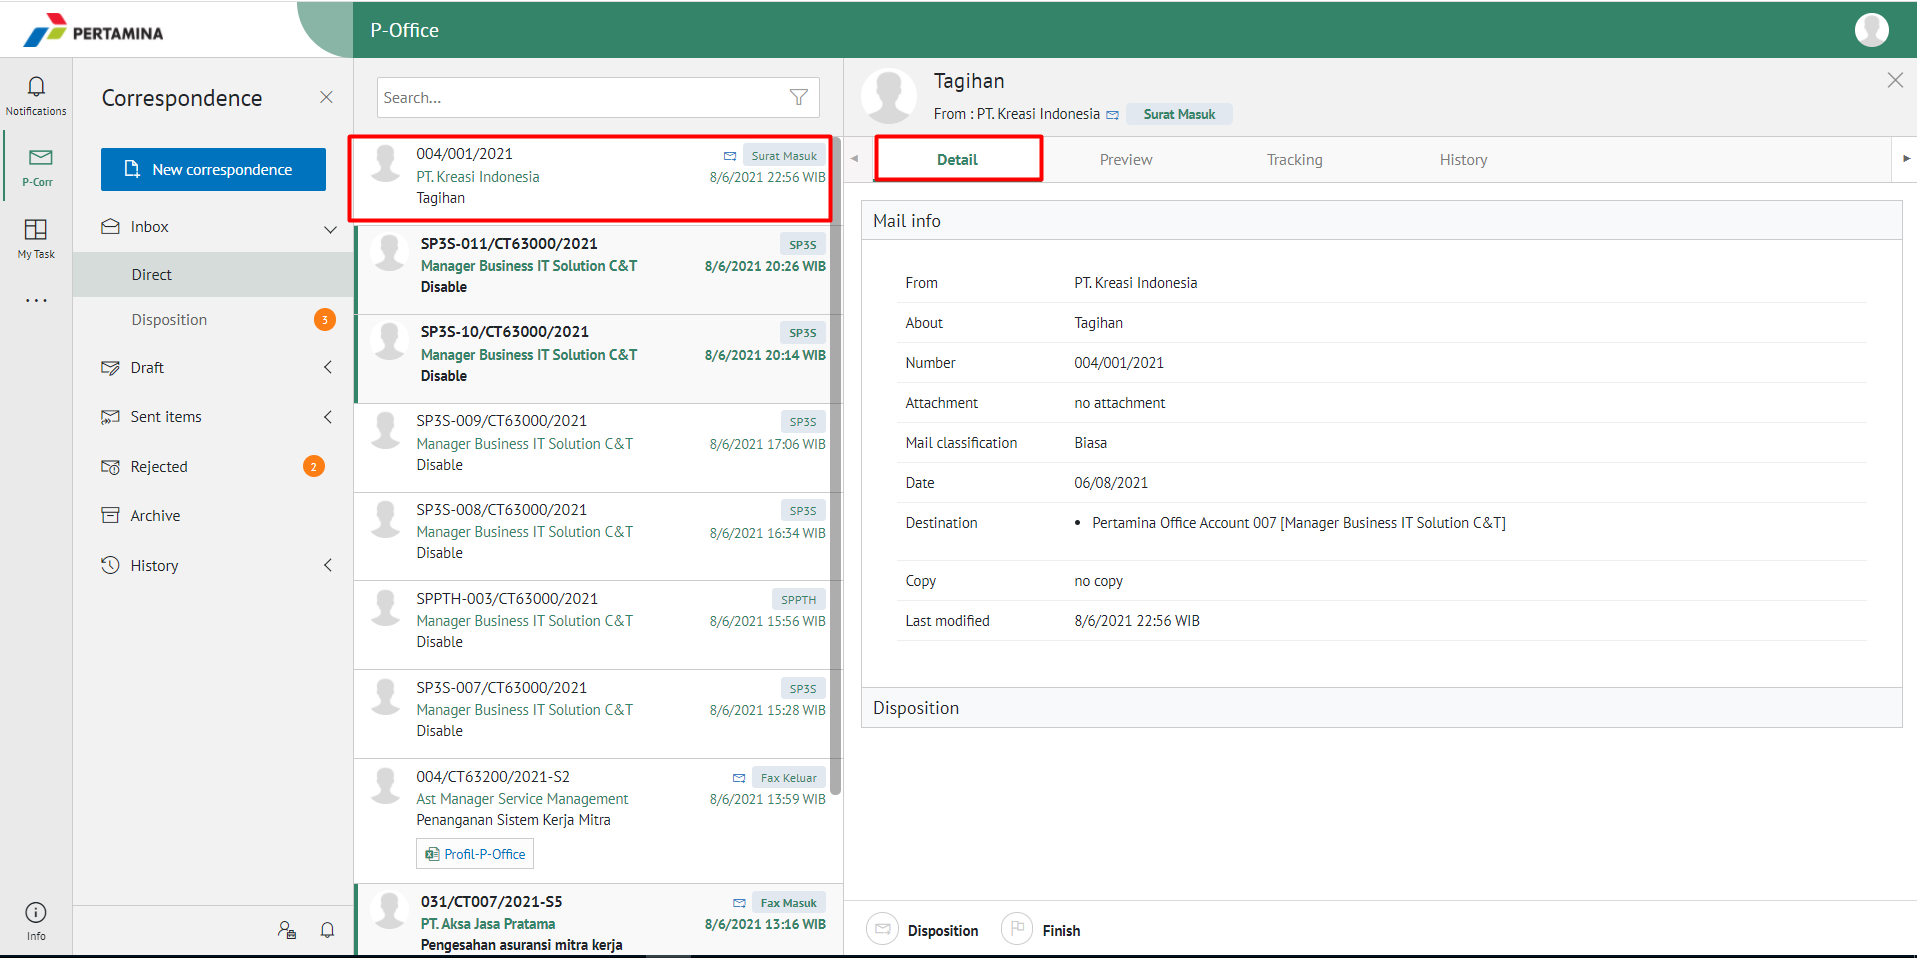 PERTAMINA
P-Office
Notifications
P-Corr
My Task
Info
Correspondence
New correspondence
Inbox
Direct
Disposition 3
Draft
Sent items
Rejected 2
Archive
History
Search...
004/001/2021 Surat Masuk
PT. Kreasi Indonesia 8/6/2021 22:56 WIB
Tagihan
SP3S-011/CT63000/2021 SP3S
Manager Business IT Solution C&T 8/6/2021 20:26 WIB
Disable
SP3S-10/CT63000/2021 SP3S
Manager Business IT Solution C&T 8/6/2021 20:14 WIB
Disable
SP3S-009/CT63000/2021 SP3S
Manager Business IT Solution C&T 8/6/2021 17:06 WIB
Disable
SP3S-008/CT63000/2021 SP3S
Manager Business IT Solution C&T 8/6/2021 16:34 WIB
Disable
SPPTH-003/CT63000/2021 SPPTH
Manager Business IT Solution C&T 8/6/2021 15:56 WIB
Disable
SP3S-007/CT63000/2021 SP3S
Manager Business IT Solution C&T 8/6/2021 15:28 WIB
Disable
004/CT63200/2021-S2 Fax Keluar
Ast Manager Service Management 8/6/2021 13:59 WIB
Penanganan Sistem Kerja Mitra
Profil-P-Office
031/CT007/2021-S5 Fax Masuk
PT. Aksa Jasa Pratama 8/6/2021 13:16 WIB
Pengesahan asuransi mitra kerja
Tagihan
From : PT. Kreasi Indonesia Surat Masuk
Detail Preview Tracking History
Mail info
From PT. Kreasi Indonesia
About Tagihan
Number 004/001/2021
Attachment no attachment
Mail classification Biasa
Date 06/08/2021
Destination • Pertamina Office Account 007 [Manager Business IT Solution C&T]
Copy no copy
Last modified 8/6/2021 22:56 WIB
Disposition
Disposition Finish